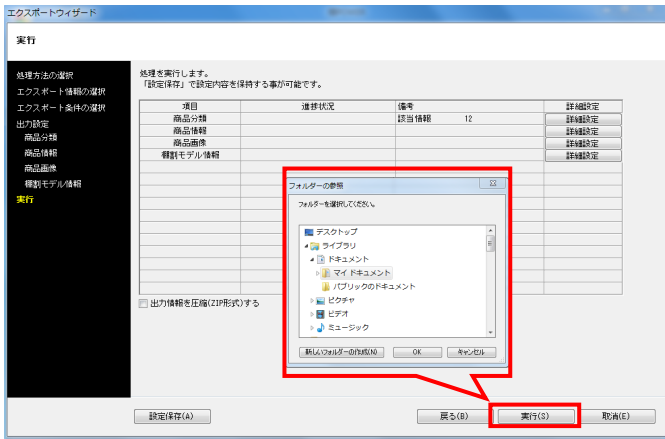 エクスポートウィザード
実行
処理方法の選択
エクスポート情報の選択
エクスポート条件の選択
出力設定
商品分類
商品情報
商品画像
棚割モデル情報
実行
処理を実行します。
「設定保存」で設定内容を保持する事が可能です。
項目 進捗状況 備考 詳細設定
商品分類 該当情報 12 詳細設定
商品情報 詳細設定
商品画像 詳細設定
棚割モデル情報 詳細設定
フォルダーの参照
フォルダーを選択してください。
デスクトップ
ライブラリ
ドキュメント
マイ ドキュメント
パブリックのドキュメント
ピクチャ
ビデオ
ミュージック
新しいフォルダーの作成(N) OK キャンセル
出力情報を圧縮(ZIP形式)する
設定保存(A) 戻る(B) 実行(S) 取消(E)